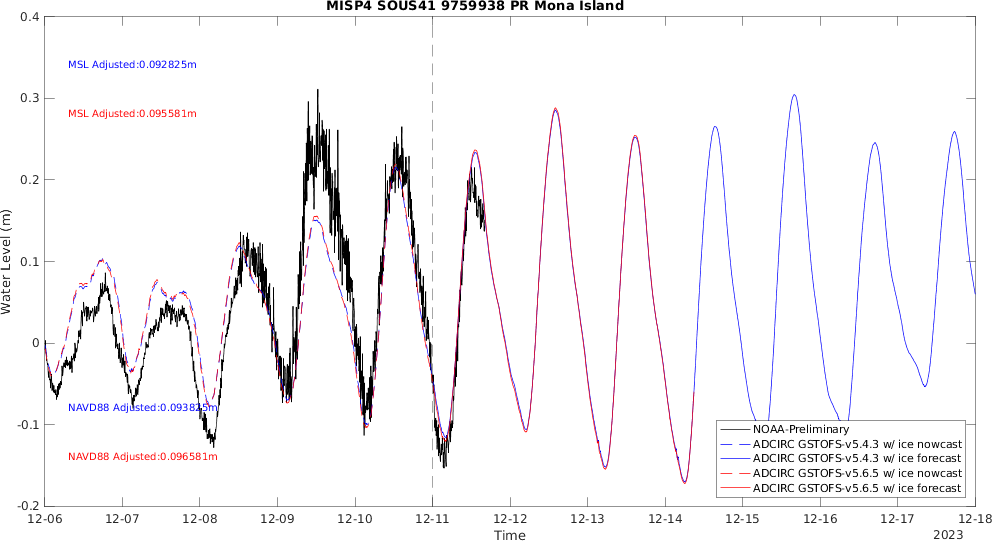 MISP4 SOUS41 9759938 PR Mona Island
0.4
MSL Adjusted:0.092825m
0.3
MSL Adjusted:0.095581m
0.2
Water Level (m)
0.1
0
NAVD88 Adjusted:0.093825m
-0.1
NAVD88 Adjusted:0.096581m
-0.2
NOAA-Preliminary
ADCIRC GSTOFS-v5.4.3 w/ ice nowcast
ADCIRC GSTOFS-v5.4.3 w/ ice forecast
ADCIRC GSTOFS-v5.6.5 w/ ice nowcast
ADCIRC GSTOFS-v5.6.5 w/ ice forecast
12-06 12-07 12-08 12-09 12-10 12-11 12-12 12-13 12-14 12-15 12-16 12-17 12-18
Time
2023